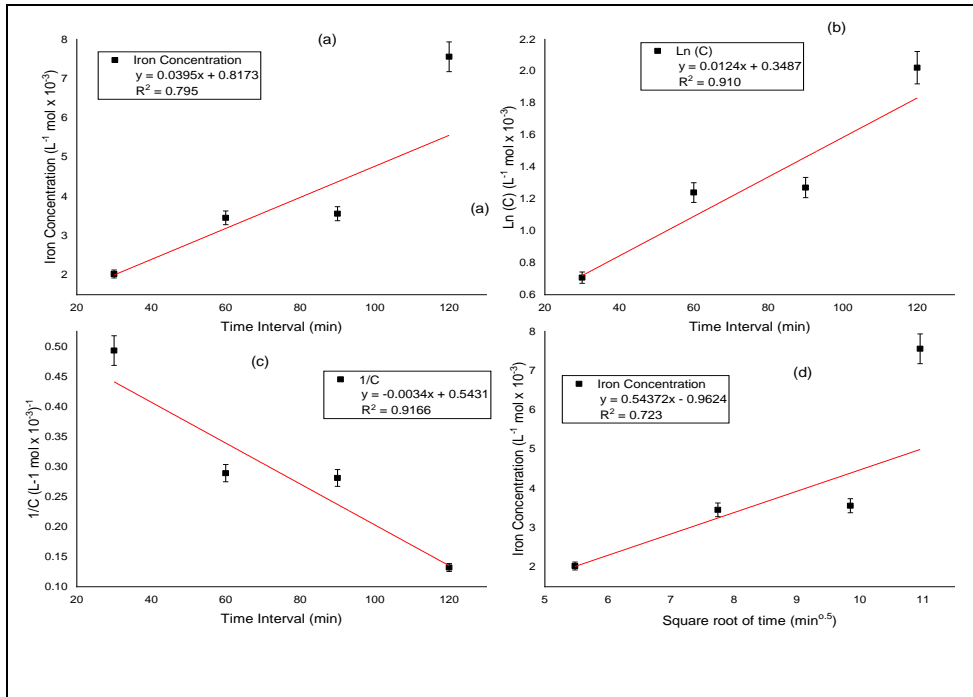 (a)
Iron Concentration
y = 0.0395x + 0.8173
R² = 0.795
8
7
6
5
4
3
2
Iron Concentration (L⁻¹ mol x 10⁻³)
20 40 60 80 100 120
Time Interval (min)
(b)
Ln (C)
y = 0.0124x + 0.3487
R² = 0.910
2.2
2.0
1.8
1.6
1.4
1.2
1.0
0.8
0.6
Ln (C) (L⁻¹ mol x 10⁻³)
(a)
20 40 60 80 100 120
Time Interval (min)
(c)
1/C
y = -0.0034x + 0.5431
R² = 0.9166
0.50
0.45
0.40
0.35
0.30
0.25
0.20
0.15
0.10
1/C (L-1 mol x 10⁻³)⁻¹
20 40 60 80 100 120
Time Interval (min)
(d)
Iron Concentration
y = 0.54372x - 0.9624
R² = 0.723
8
7
6
5
4
3
2
Iron Concentration (L⁻¹ mol x 10⁻³)
5 6 7 8 9 10 11
Square root of time (min⁰·⁵)